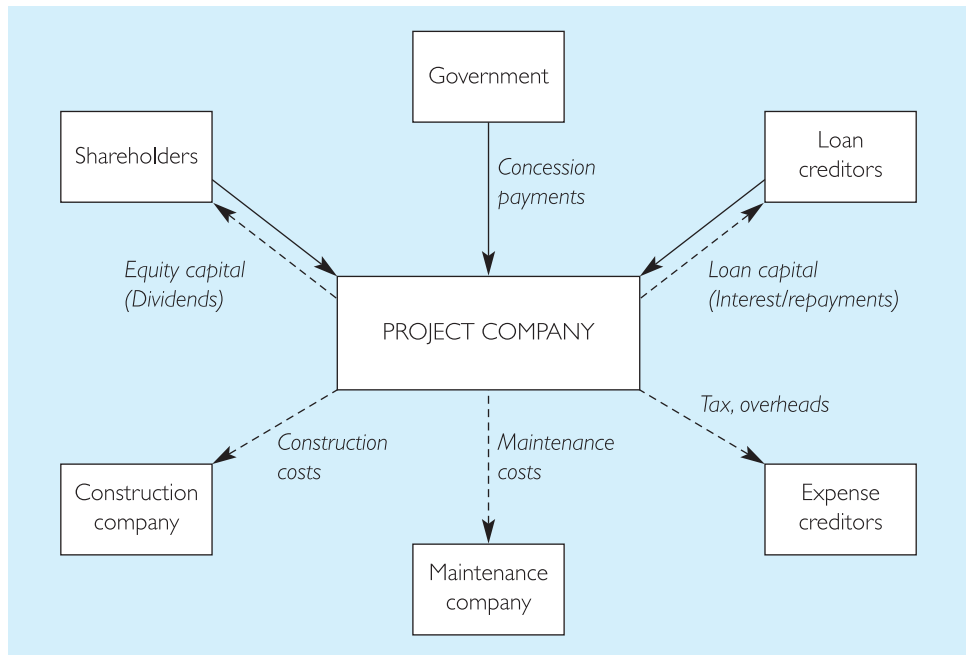 Government
Shareholders
Loan
creditors
Concession
payments
Equity capital
(Dividends)
Loan capital
(Interest/repayments)
PROJECT COMPANY
Tax, overheads
Construction
costs
Maintenance
costs
Construction
company
Expense
creditors
Maintenance
company